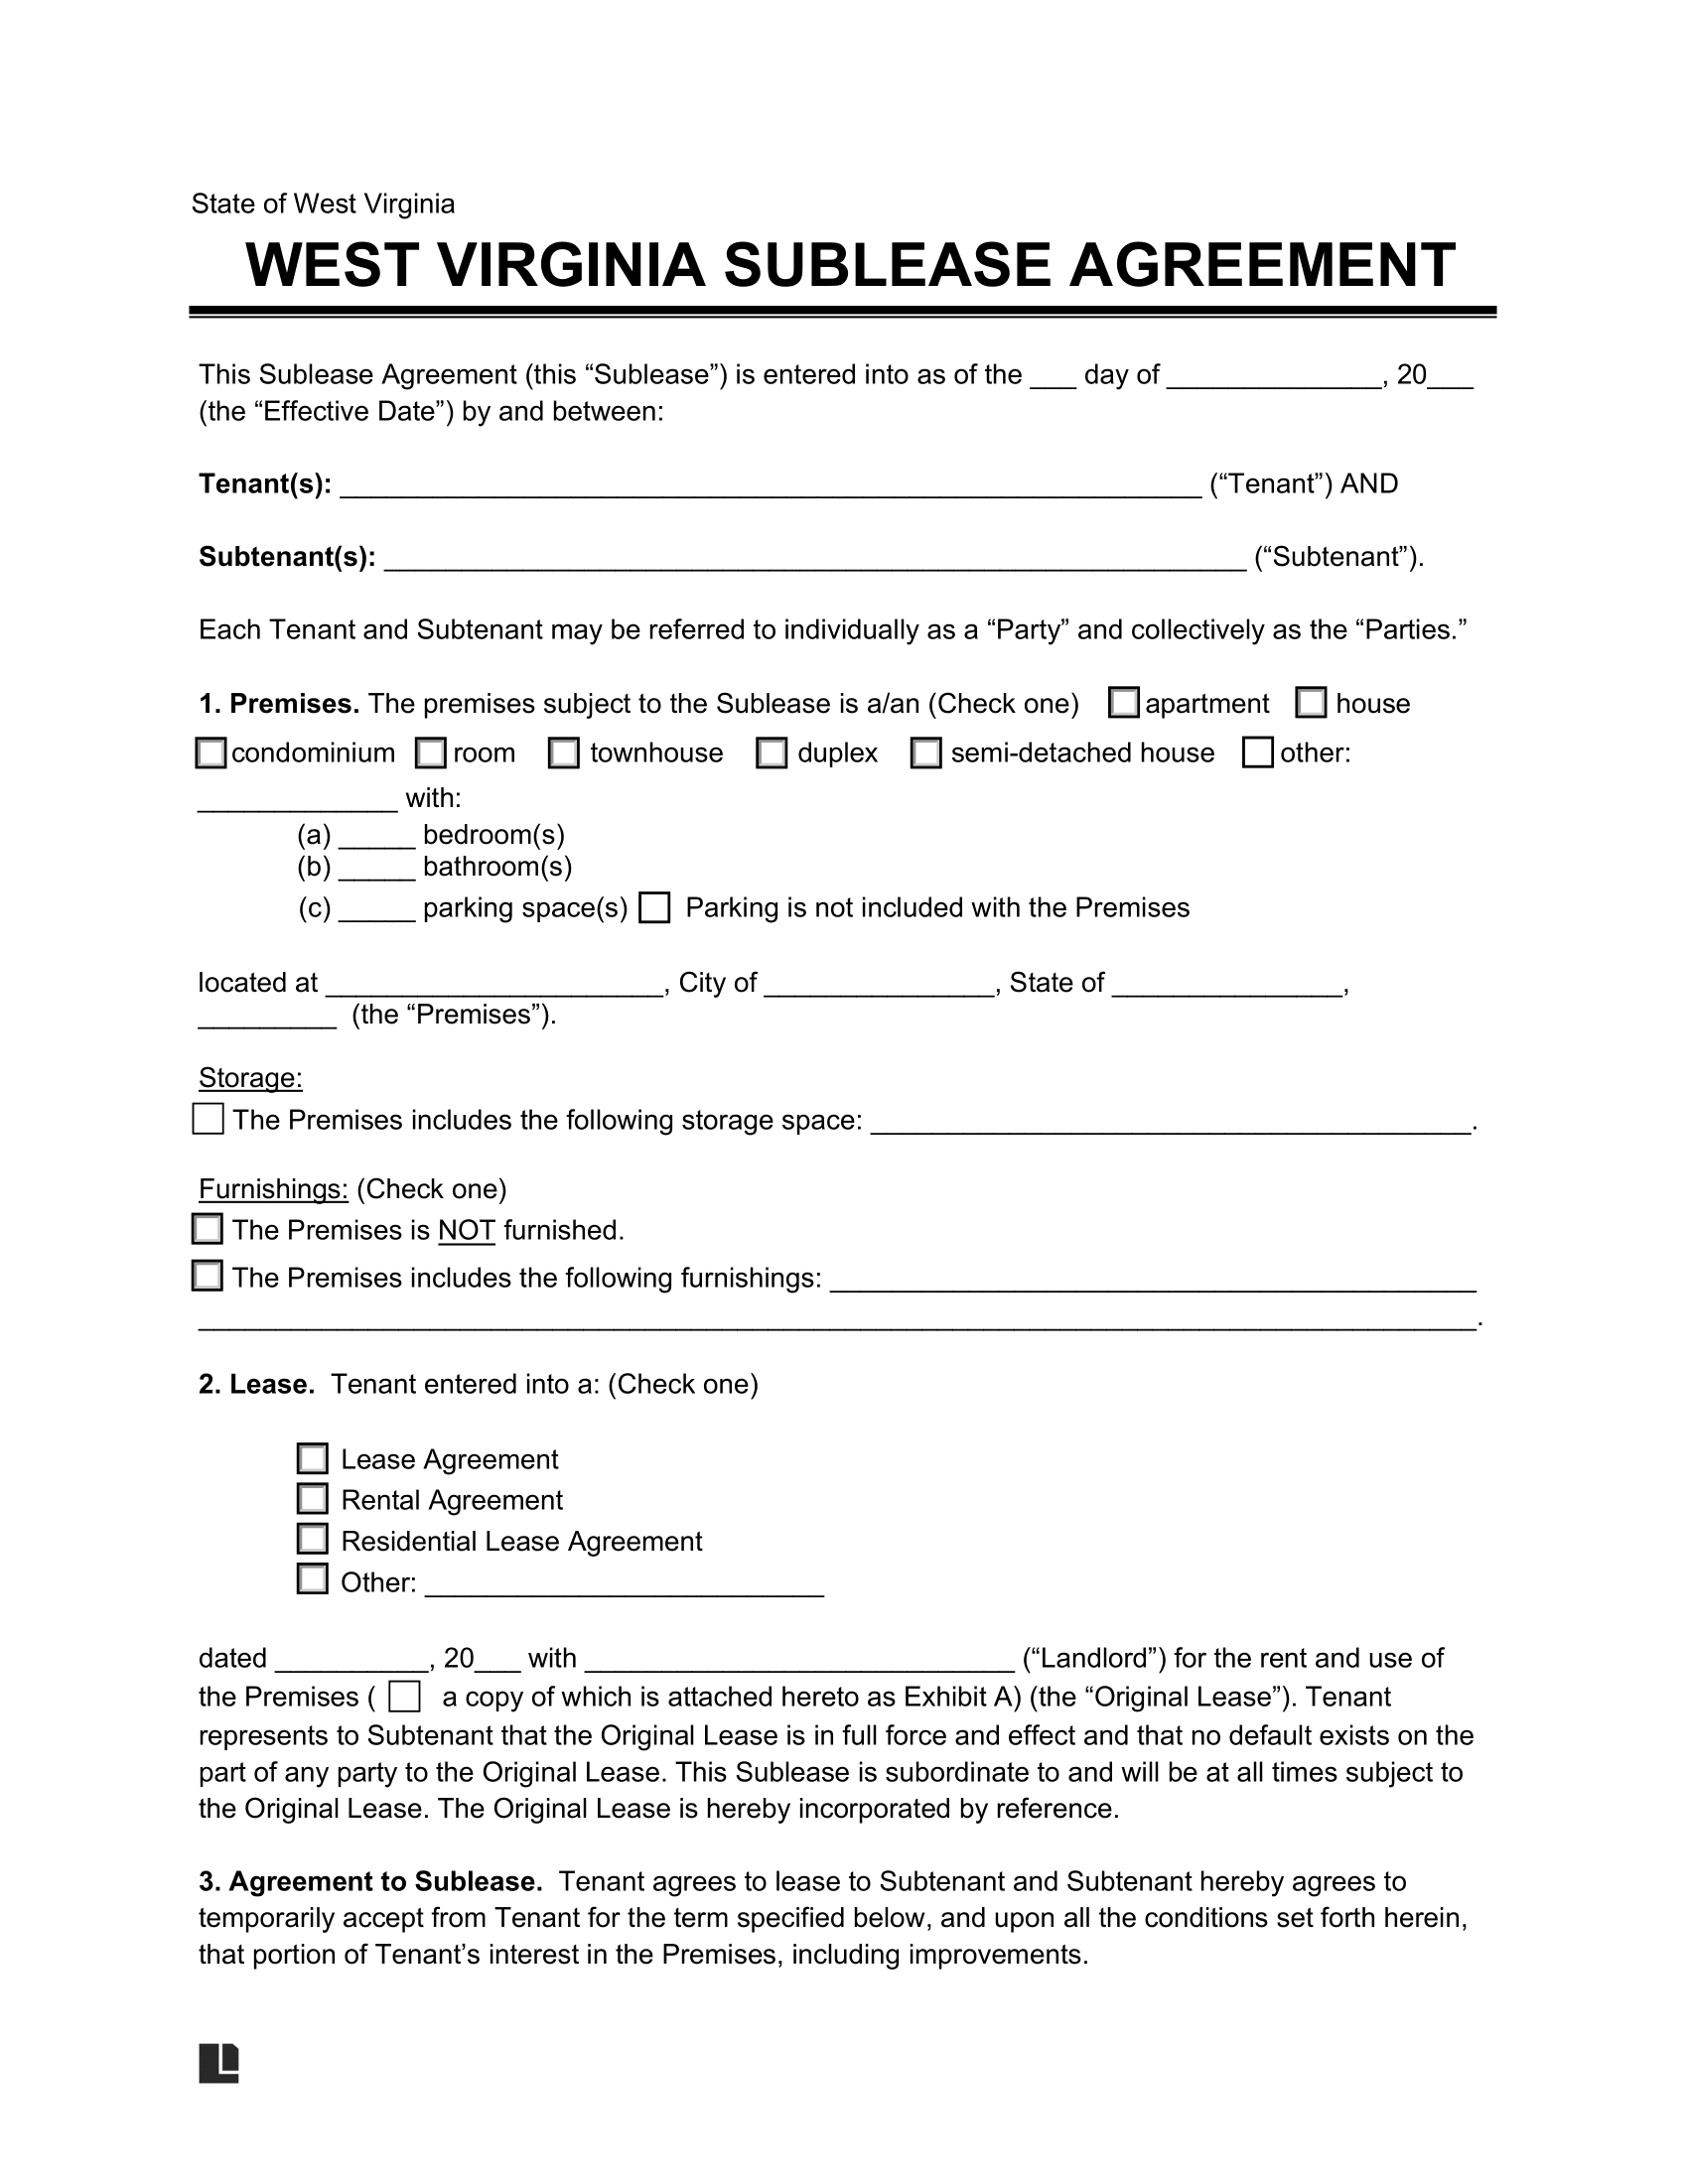 State of West Virginia
WEST VIRGINIA SUBLEASE AGREEMENT
This Sublease Agreement (this “Sublease”) is entered into as of the ___ day of ______________, 20___
(the “Effective Date”) by and between:
Tenant(s): ________________________________________________________ (“Tenant”) AND
Subtenant(s): ________________________________________________________ (“Subtenant”).
Each Tenant and Subtenant may be referred to individually as a “Party” and collectively as the “Parties.”
1. Premises. The premises subject to the Sublease is a/an (Check one) ☐ apartment ☐ house
☐ condominium ☐ room ☐ townhouse ☐ duplex ☐ semi-detached house ☐ other:
_____________ with:
(a) _____ bedroom(s)
(b) _____ bathroom(s)
(c) _____ parking space(s) ☐ Parking is not included with the Premises
located at ______________________, City of _______________, State of _______________,
_________ (the “Premises”).
Storage:
☐ The Premises includes the following storage space: _______________________________________.
Furnishings: (Check one)
☐ The Premises is NOT furnished.
☐ The Premises includes the following furnishings: __________________________________________
___________________________________________________________________________________.
2. Lease. Tenant entered into a: (Check one)
☐ Lease Agreement
☐ Rental Agreement
☐ Residential Lease Agreement
☐ Other: __________________________
dated __________, 20___ with ____________________________ (“Landlord”) for the rent and use of
the Premises ( ☐ a copy of which is attached hereto as Exhibit A) (the “Original Lease”). Tenant
represents to Subtenant that the Original Lease is in full force and effect and that no default exists on the
part of any party to the Original Lease. This Sublease is subordinate to and will be at all times subject to
the Original Lease. The Original Lease is hereby incorporated by reference.
3. Agreement to Sublease. Tenant agrees to lease to Subtenant and Subtenant hereby agrees to
temporarily accept from Tenant for the term specified below, and upon all the conditions set forth herein,
that portion of Tenant’s interest in the Premises, including improvements.